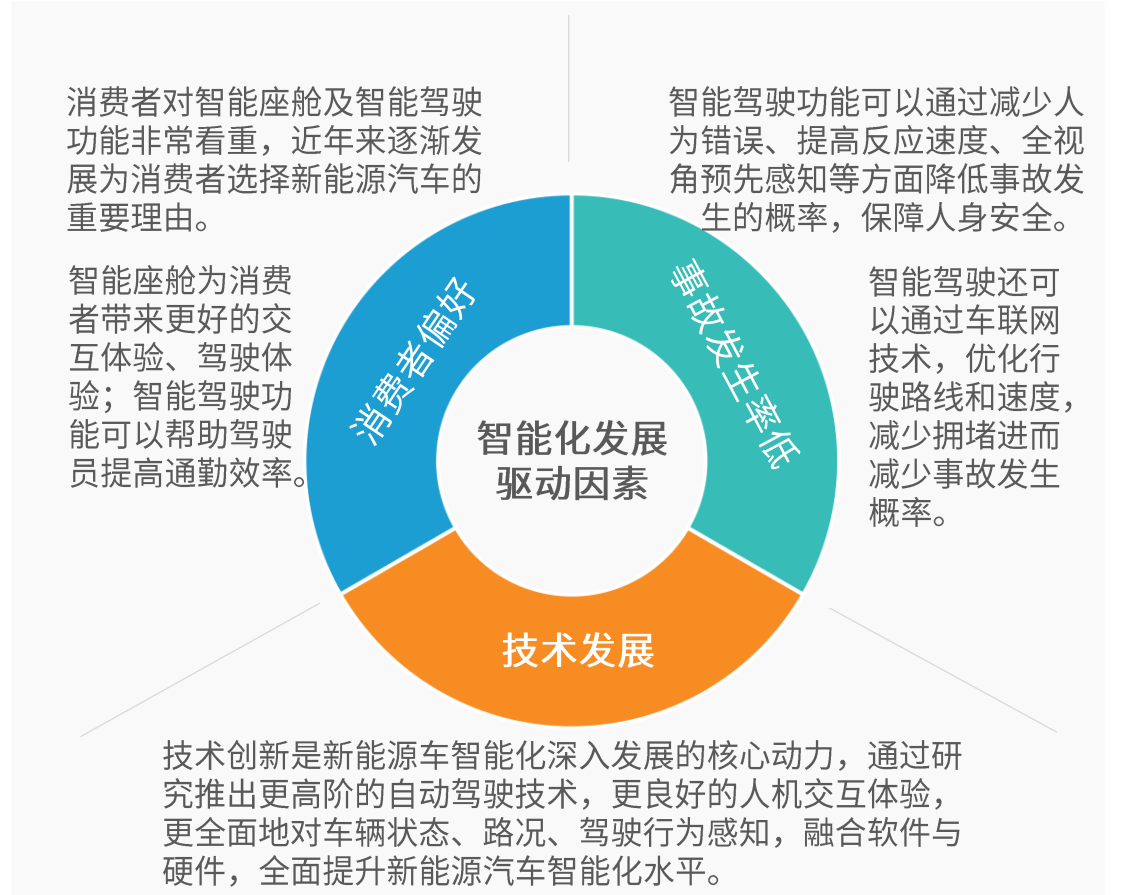 消费者对智能座舱及智能驾驶
功能非常看重，近年来逐渐发
展为消费者选择新能源汽车的
重要理由。
智能座舱为消费
者带来更好的交
互体验、驾驶体
验；智能驾驶功
能可以帮助驾驶
员提高通勤效率。
智能驾驶功能可以通过减少人
为错误、提高反应速度、全视
角预先感知等方面降低事故发
生的概率，保障人身安全。
智能驾驶还可
以通过车联网
技术，优化行
驶路线和速度，
减少拥堵进而
减少事故发生
概率。
消费者偏好
事故发生率低
智能化发展
驱动因素
技术发展
技术创新是新能源车智能化深入发展的核心动力，通过研
究推出更高阶的自动驾驶技术，更良好的人机交互体验，
更全面地对车辆状态、路况、驾驶行为感知，融合软件与
硬件，全面提升新能源汽车智能化水平。